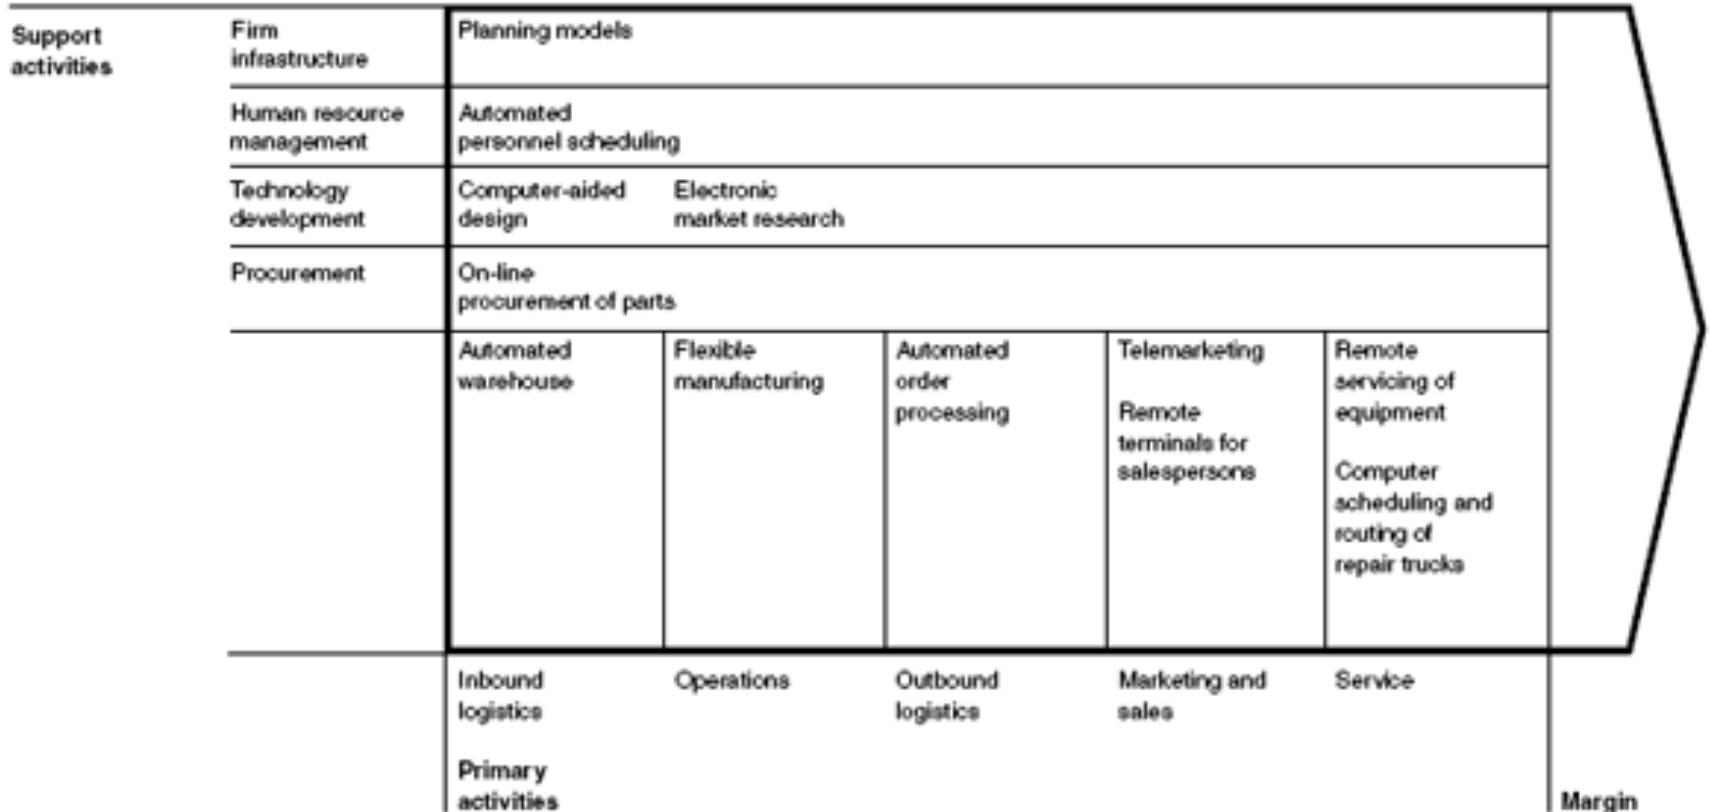 Support
activities
Firm
infrastructure
Planning models
Human resource
management
Automated
personnel scheduling
Technology
development
Computer-aided
design
Electronic
market research
Procurement
On-line
procurement of parts
Automated
warehouse
Flexible
manufacturing
Automated
order
processing
Telemarketing
Remote
terminals for
salespersons
Remote
servicing of
equipment
Computer
scheduling and
routing of
repair trucks
Inbound
logistics
Operations
Outbound
logistics
Marketing and
sales
Service
Primary
activities
Margin